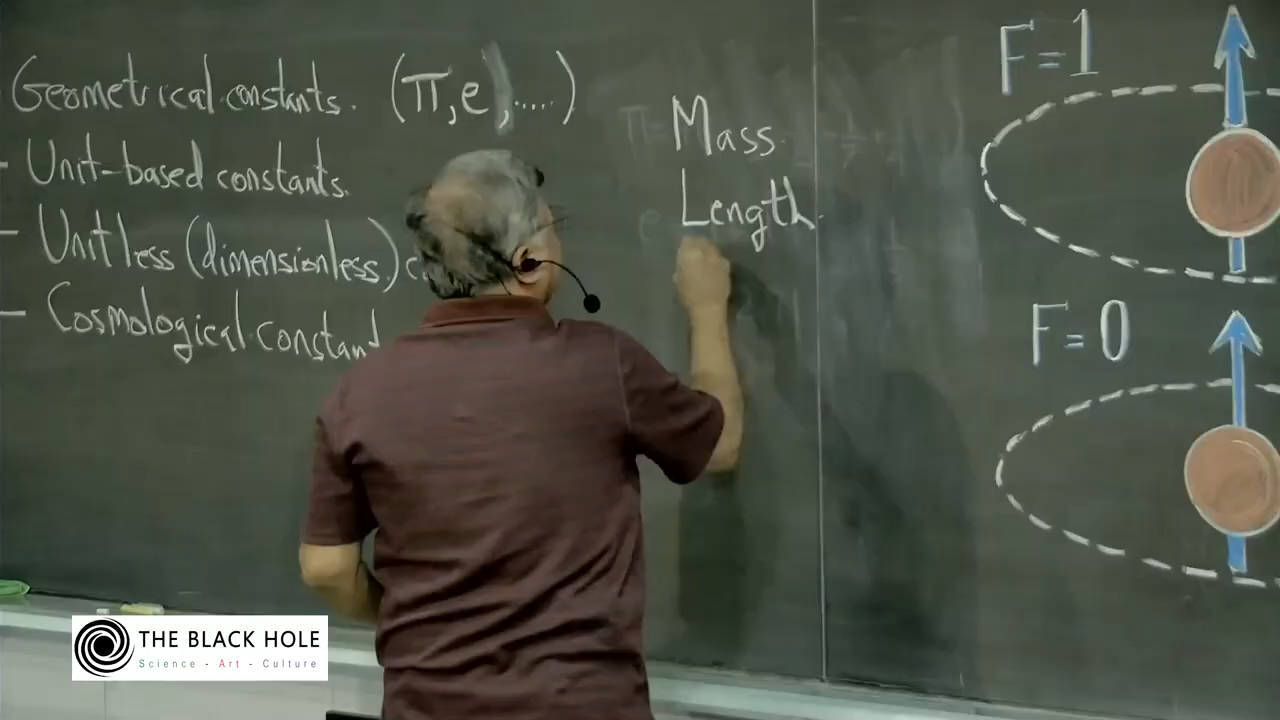 Geometrical constants. (π, e, .....)
- Unit-based constants.
- Unitless (dimensionless)
- Cosmological constant
Mass
Length
F=1
F=0
THE BLACK HOLE
Science - Art - Culture